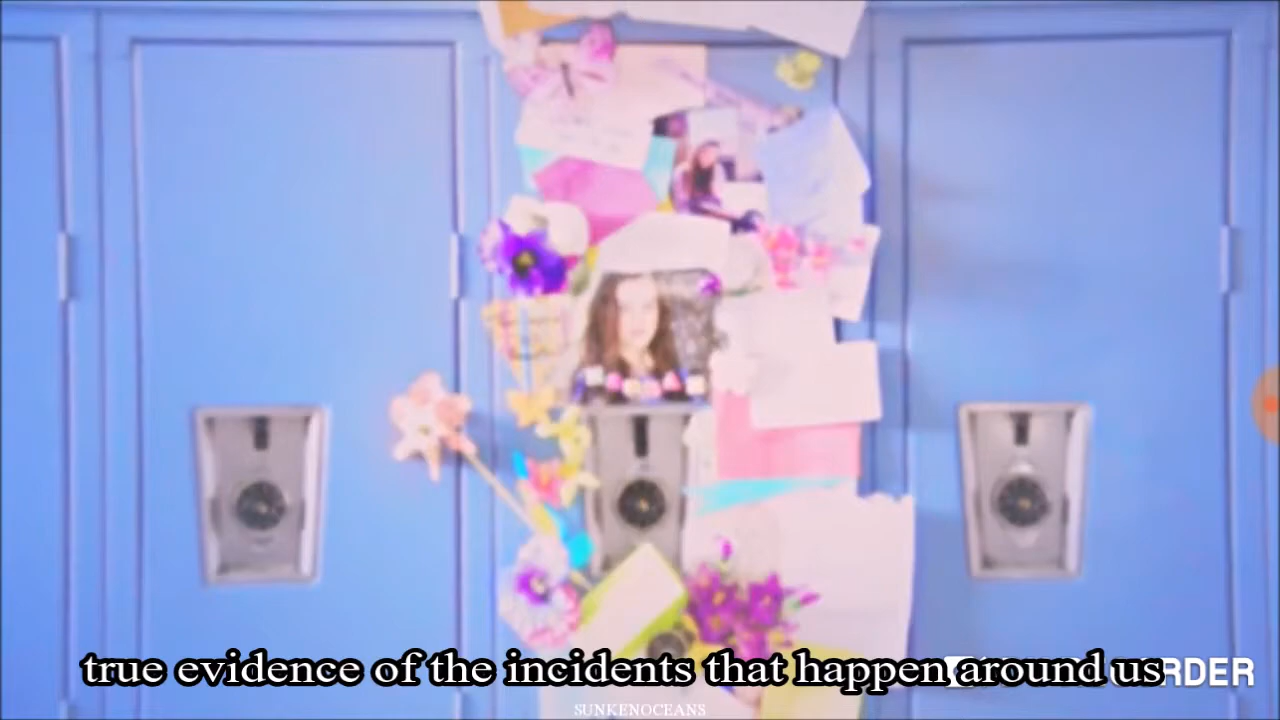 true evidence of the incidents that happen around us
RDER
SUNKENOCEANS